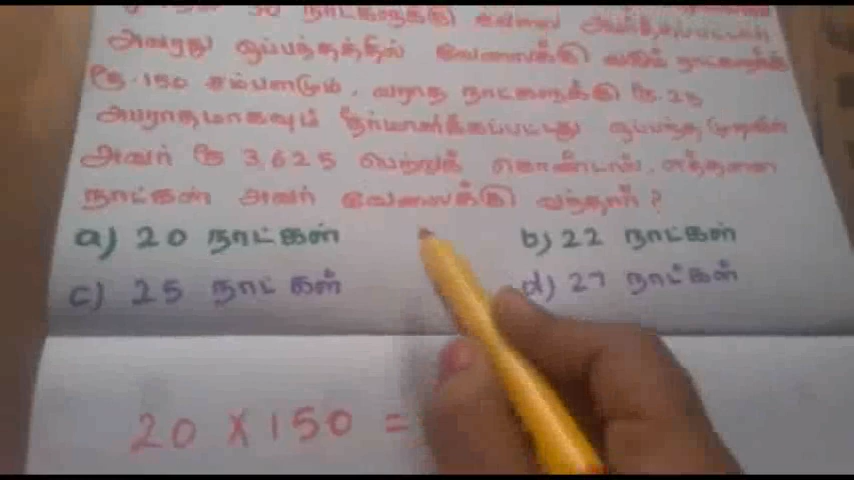 30 நாட்களுக்கு வேலை
அவரது ஒப்பந்தத்தில் வேலைக்கு வரும் நாட்களுக்கு
ரூ.150 சம்பளமும், வராத நாட்களுக்கு ரூ.25
அபராதமாகவும் நிர்மாணிக்கப்பட்டது ஒப்பந்த முடிவில்
அவர் ரூ 3,625 பெற்றுக் கொண்டால், எத்தனை
நாட்கள் அவர் வேலைக்கு வந்தார்?
a) 20 நாட்கள் b) 22 நாட்கள்
c) 25 நாட்கள் d) 27 நாட்கள்
20 X 150 =